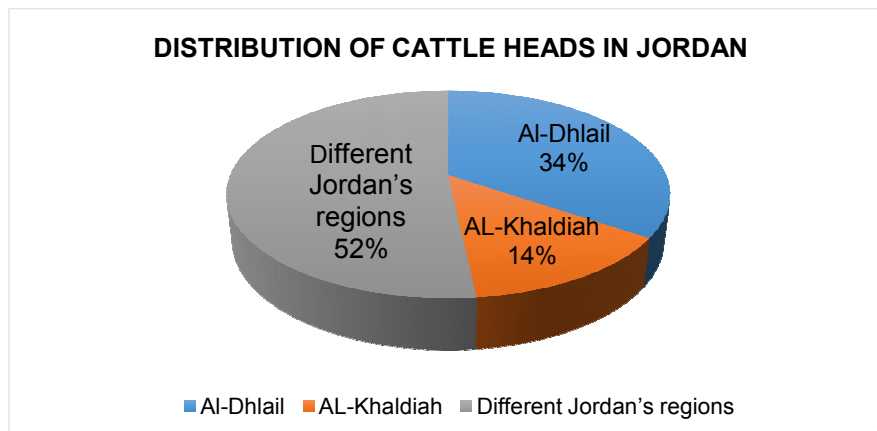 DISTRIBUTION OF CATTLE HEADS IN JORDAN
Al-Dhlail
34%
Different
Jordan’s
regions
52%
AL-Khaldiah
14%
Al-Dhlail AL-Khaldiah Different Jordan’s regions